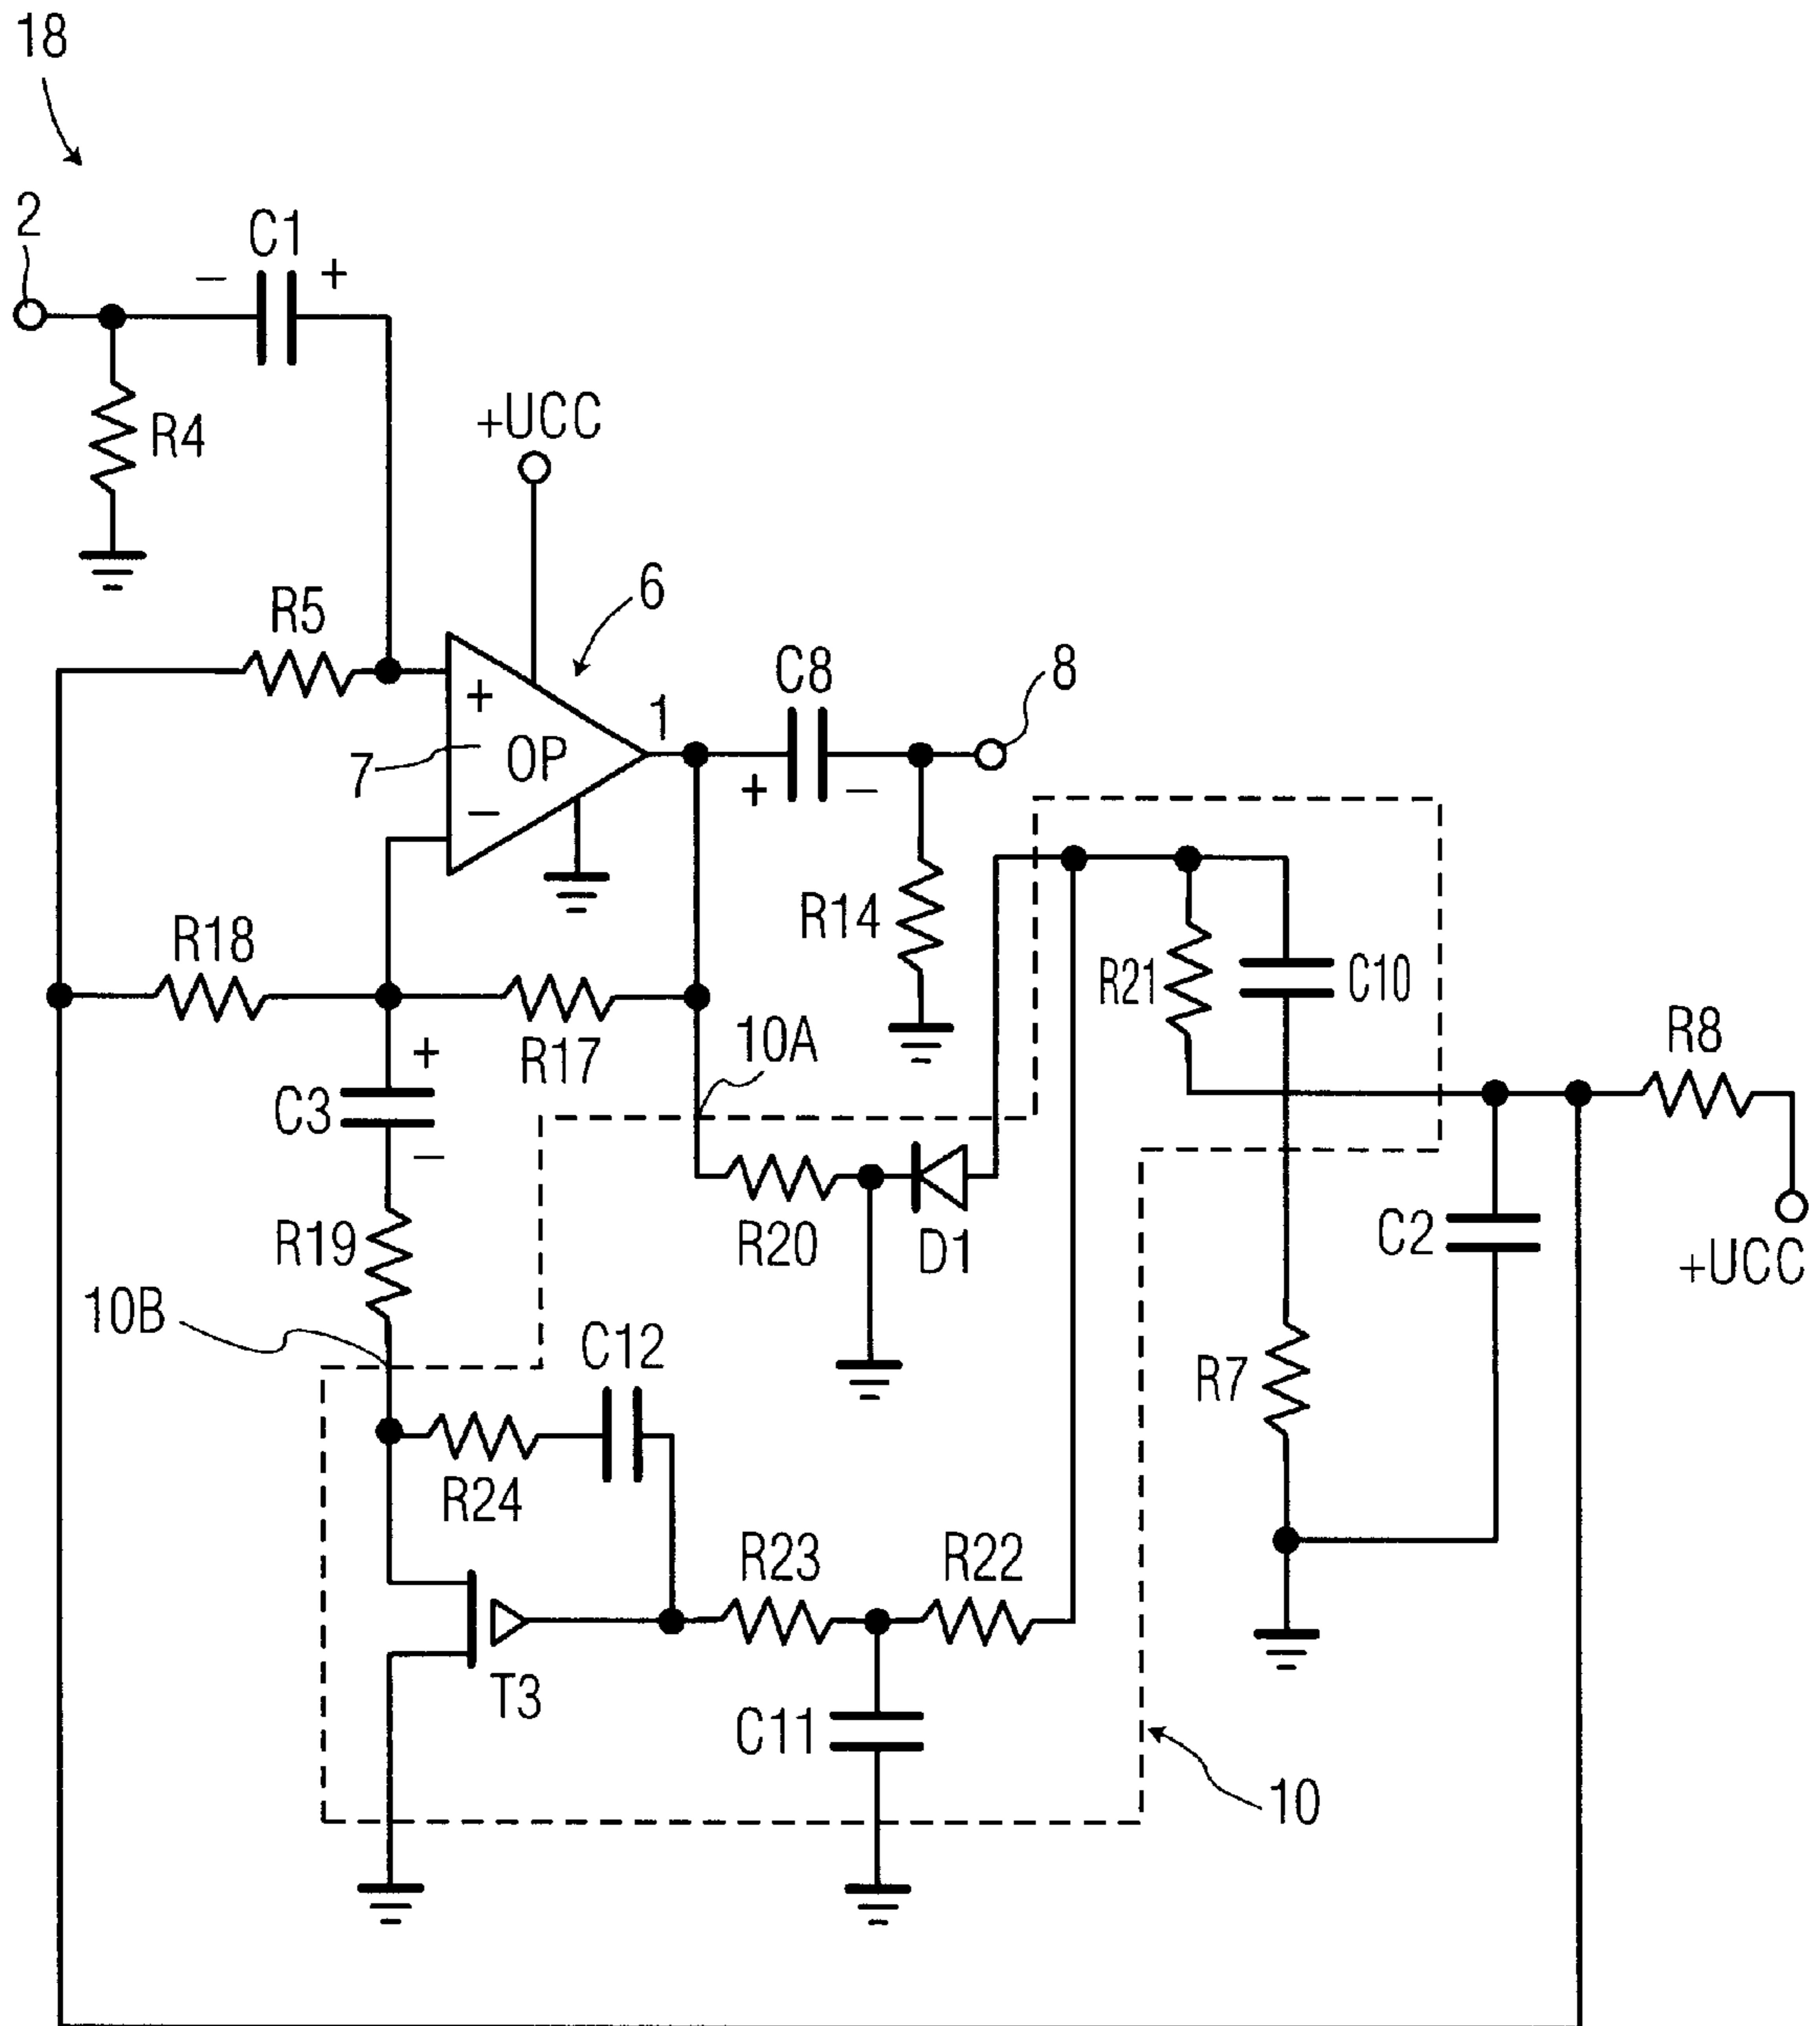 18
2
C1
− +
R4
+UCC
R5
6
+
7
OP
−
1
C8
8
+ −
R14
R18
R17
10A
R21
C10
R8
+
C3
−
R20
D1
C2
+UCC
R19
10B
C12
R7
R24
R23
R22
T3
C11
10